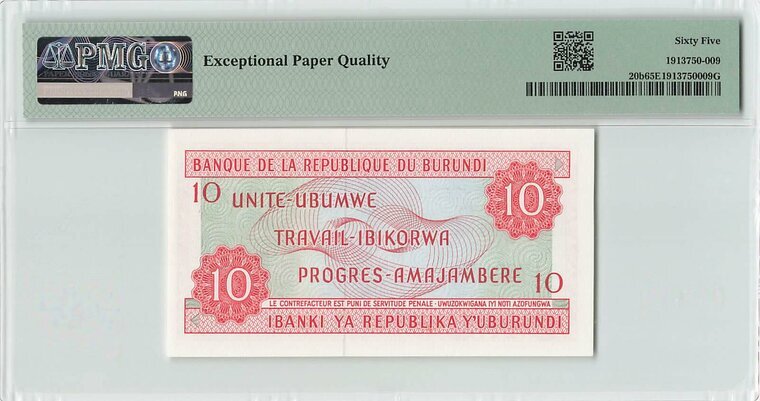 PMG
Exceptional Paper Quality
Sixty Five
1913750-009
20b65E1913750009G
PNG
BANQUE DE LA REPUBLIQUE DU BURUNDI
10
10
UNITE-UBUMWE
TRAVAIL-IBIKORWA
PROGRES-AMAJAMBERE
10
10
LE CONTREFACTEUR EST PUNI DE SERVITUDE PENALE - UWUZOKWIGANA IYI NOTI AZOFUNGWA
IBANKI YA REPUBLIKA Y'UBURUNDI